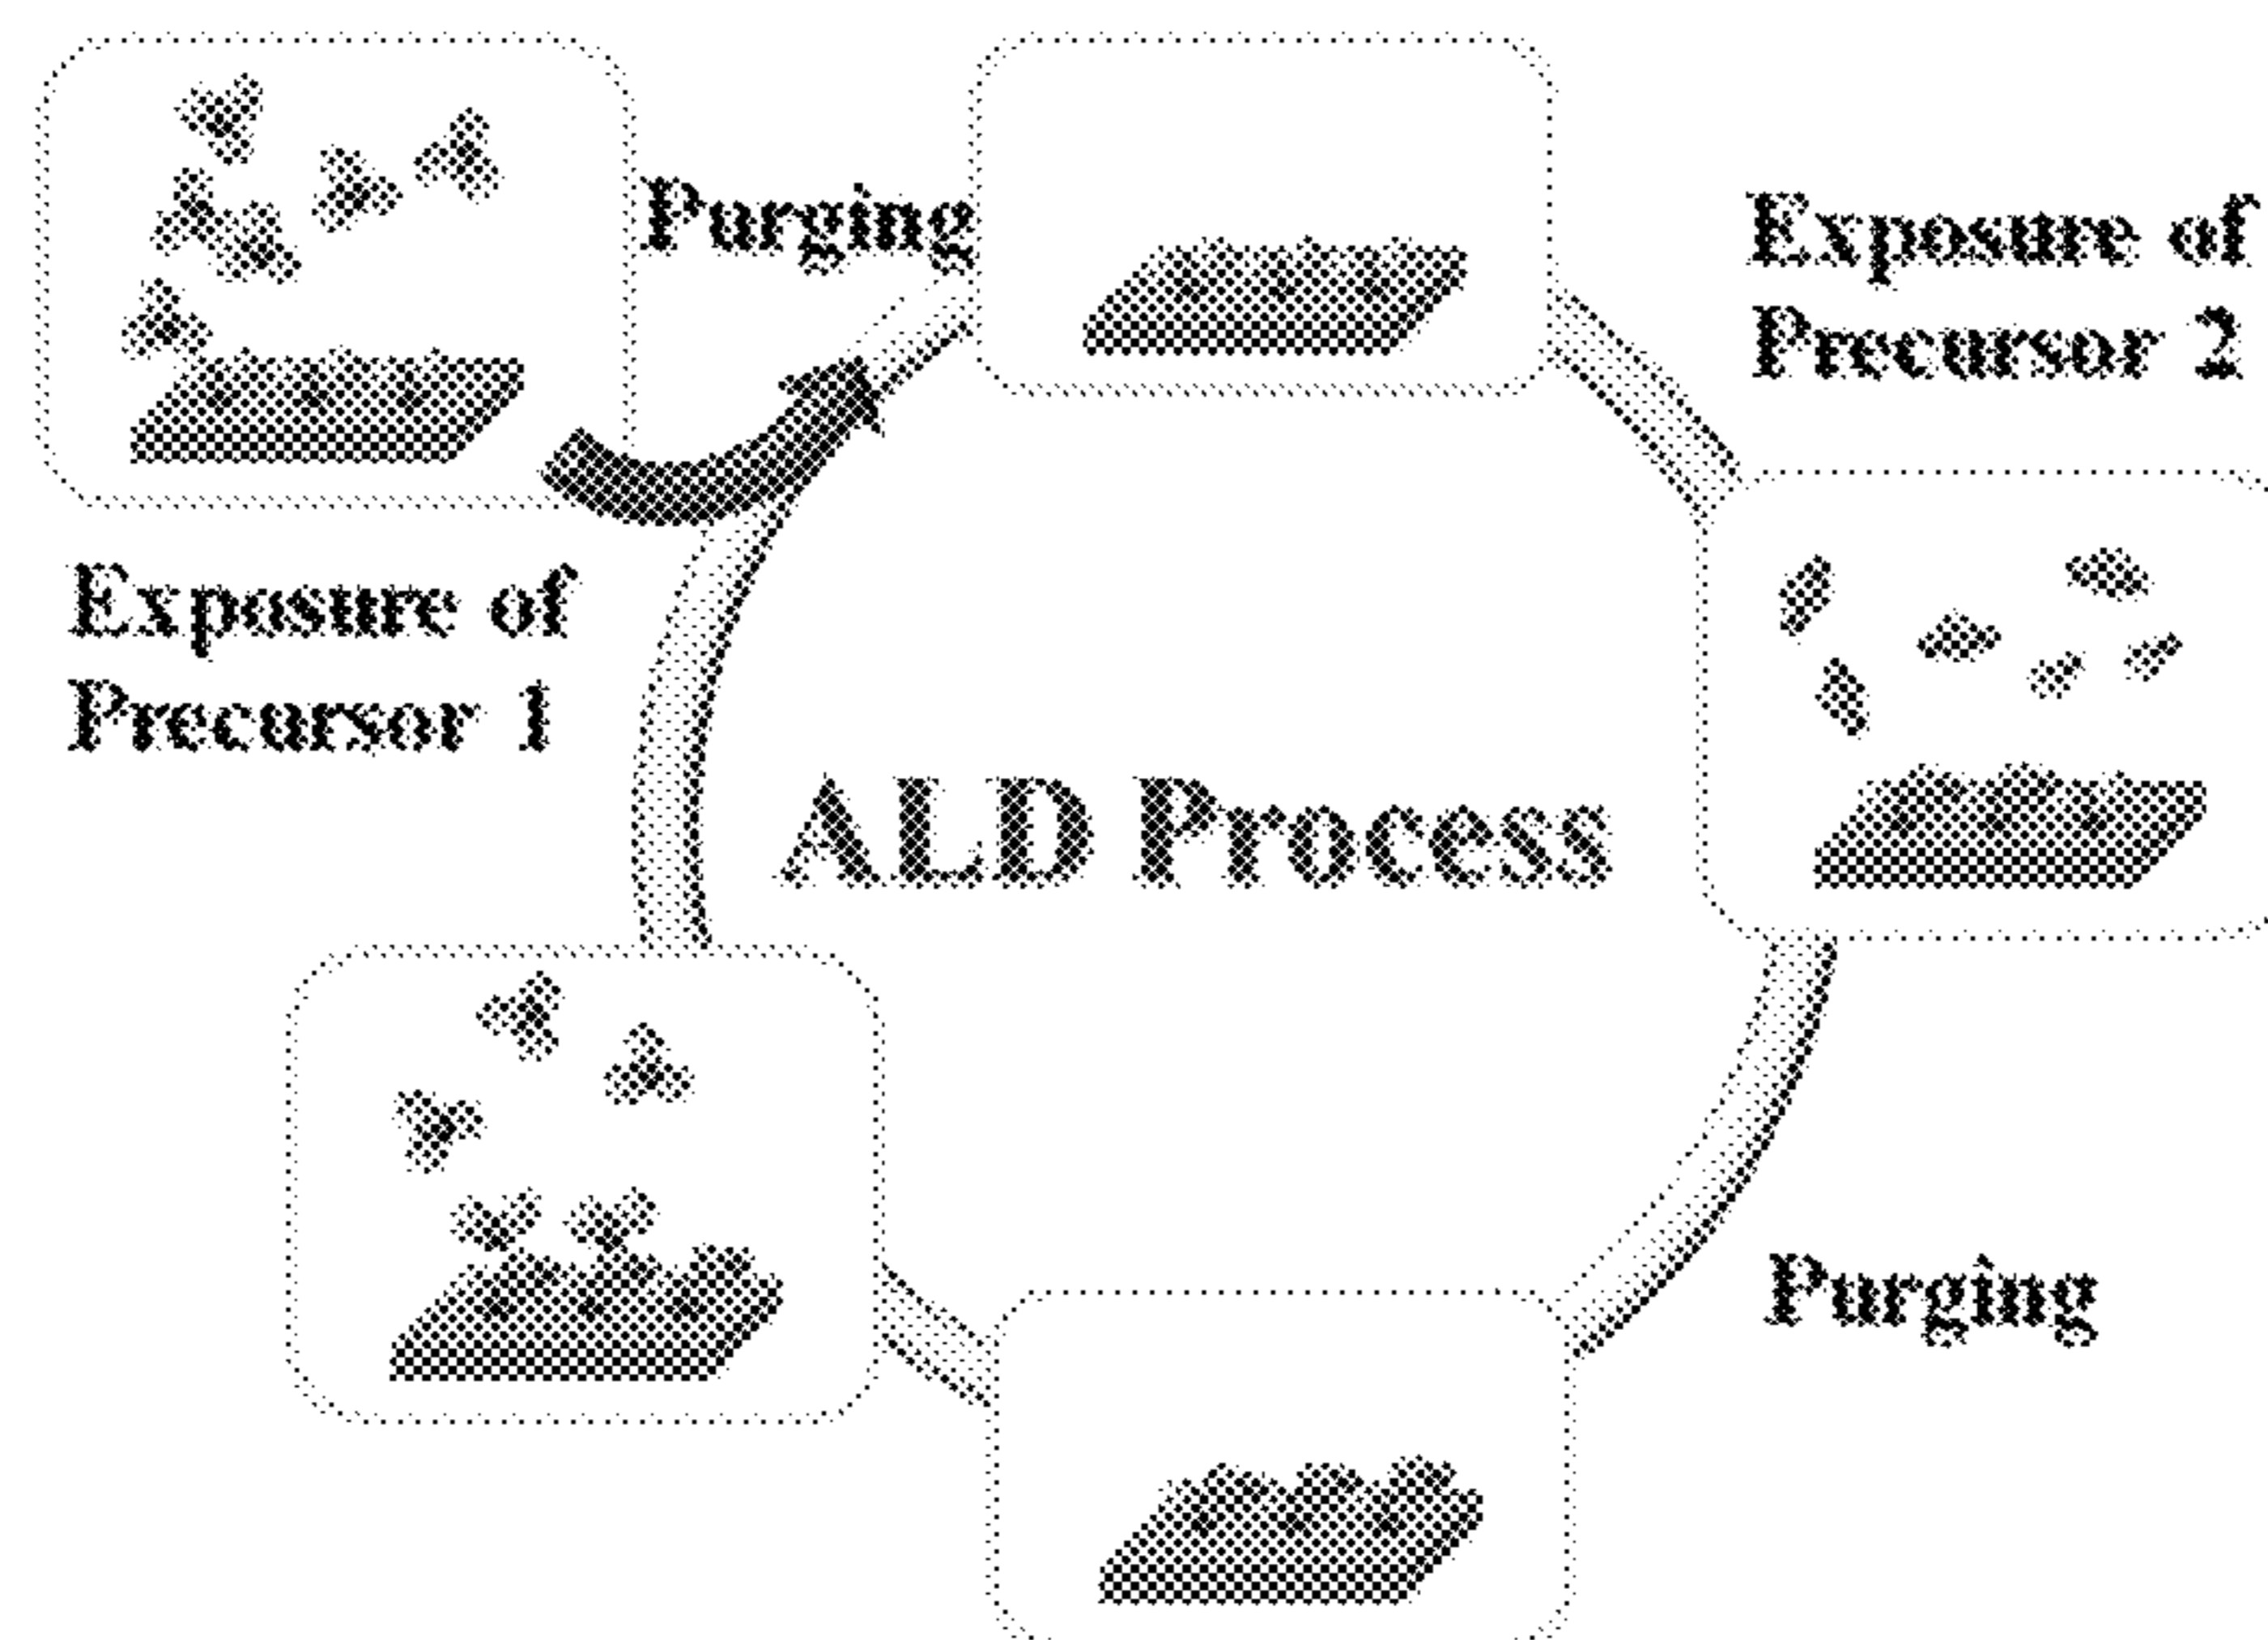 Purging
Exposure of
Precursor 2
Exposure of
Precursor 1
ALD Process
Purging